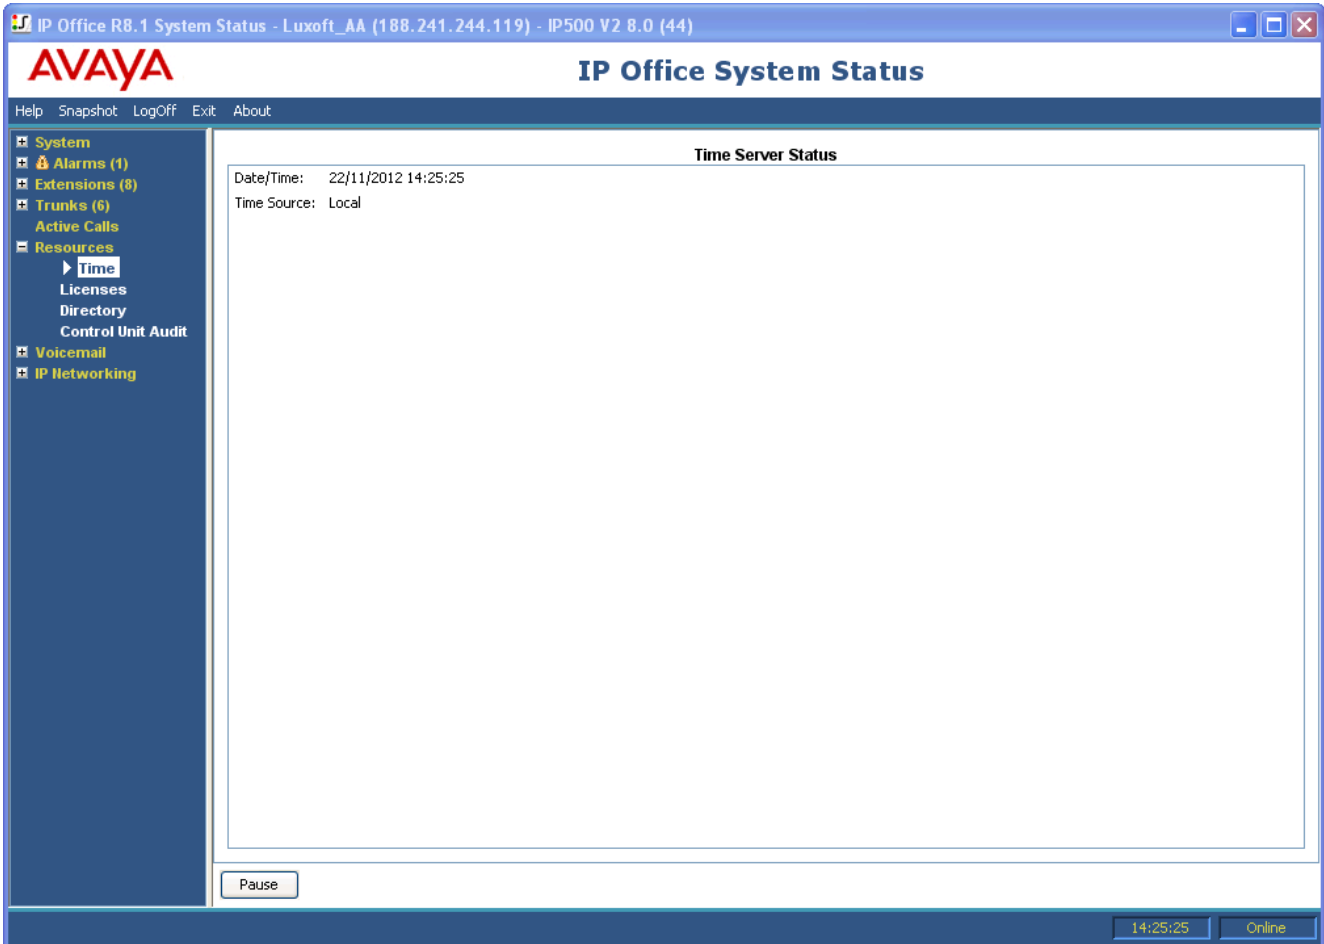 IP Office R8.1 System Status - Luxoft_AA (188.241.244.119) - IP500 V2 8.0 (44)
AVAYA
IP Office System Status
Help Snapshot LogOff Exit About
System
Alarms (1)
Extensions (8)
Trunks (6)
Active Calls
Resources
Time
Licenses
Directory
Control Unit Audit
Voicemail
IP Networking
Time Server Status
Date/Time: 22/11/2012 14:25:25
Time Source: Local
Pause
14:25:25 Online